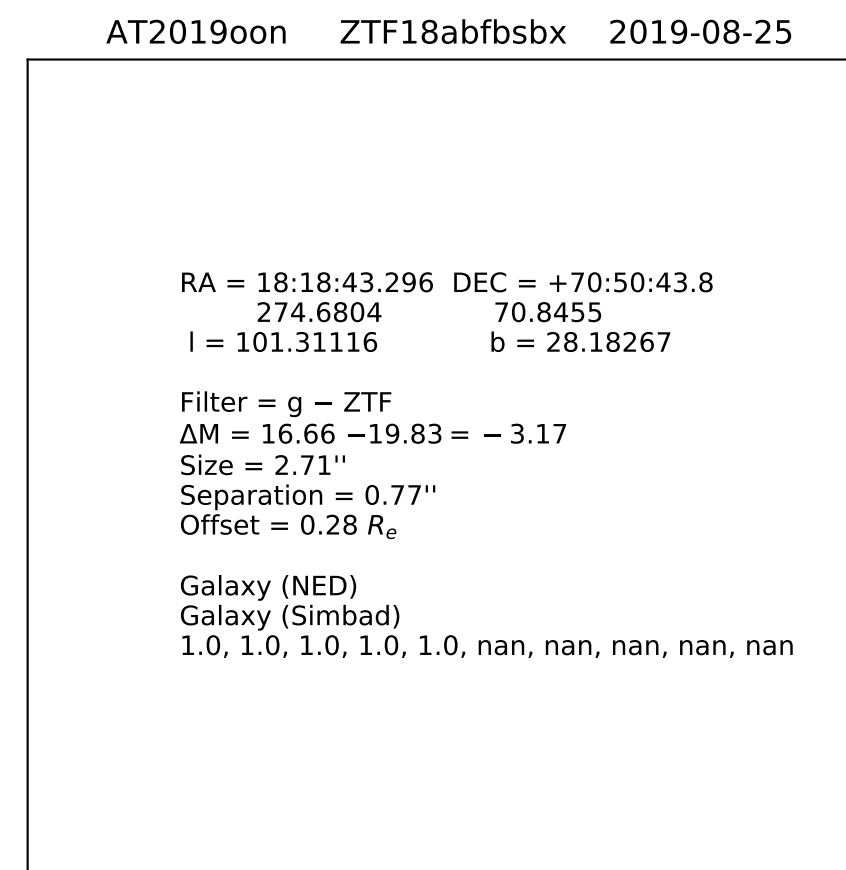 AT2019oon ZTF18abfbsbx 2019-08-25
RA = 18:18:43.296 DEC = +70:50:43.8
274.6804 70.8455
l = 101.31116 b = 28.18267
Filter = g − ZTF
ΔM = 16.66 −19.83 = − 3.17
Size = 2.71''
Separation = 0.77''
Offset = 0.28 Re
Galaxy (NED)
Galaxy (Simbad)
1.0, 1.0, 1.0, 1.0, 1.0, nan, nan, nan, nan, nan